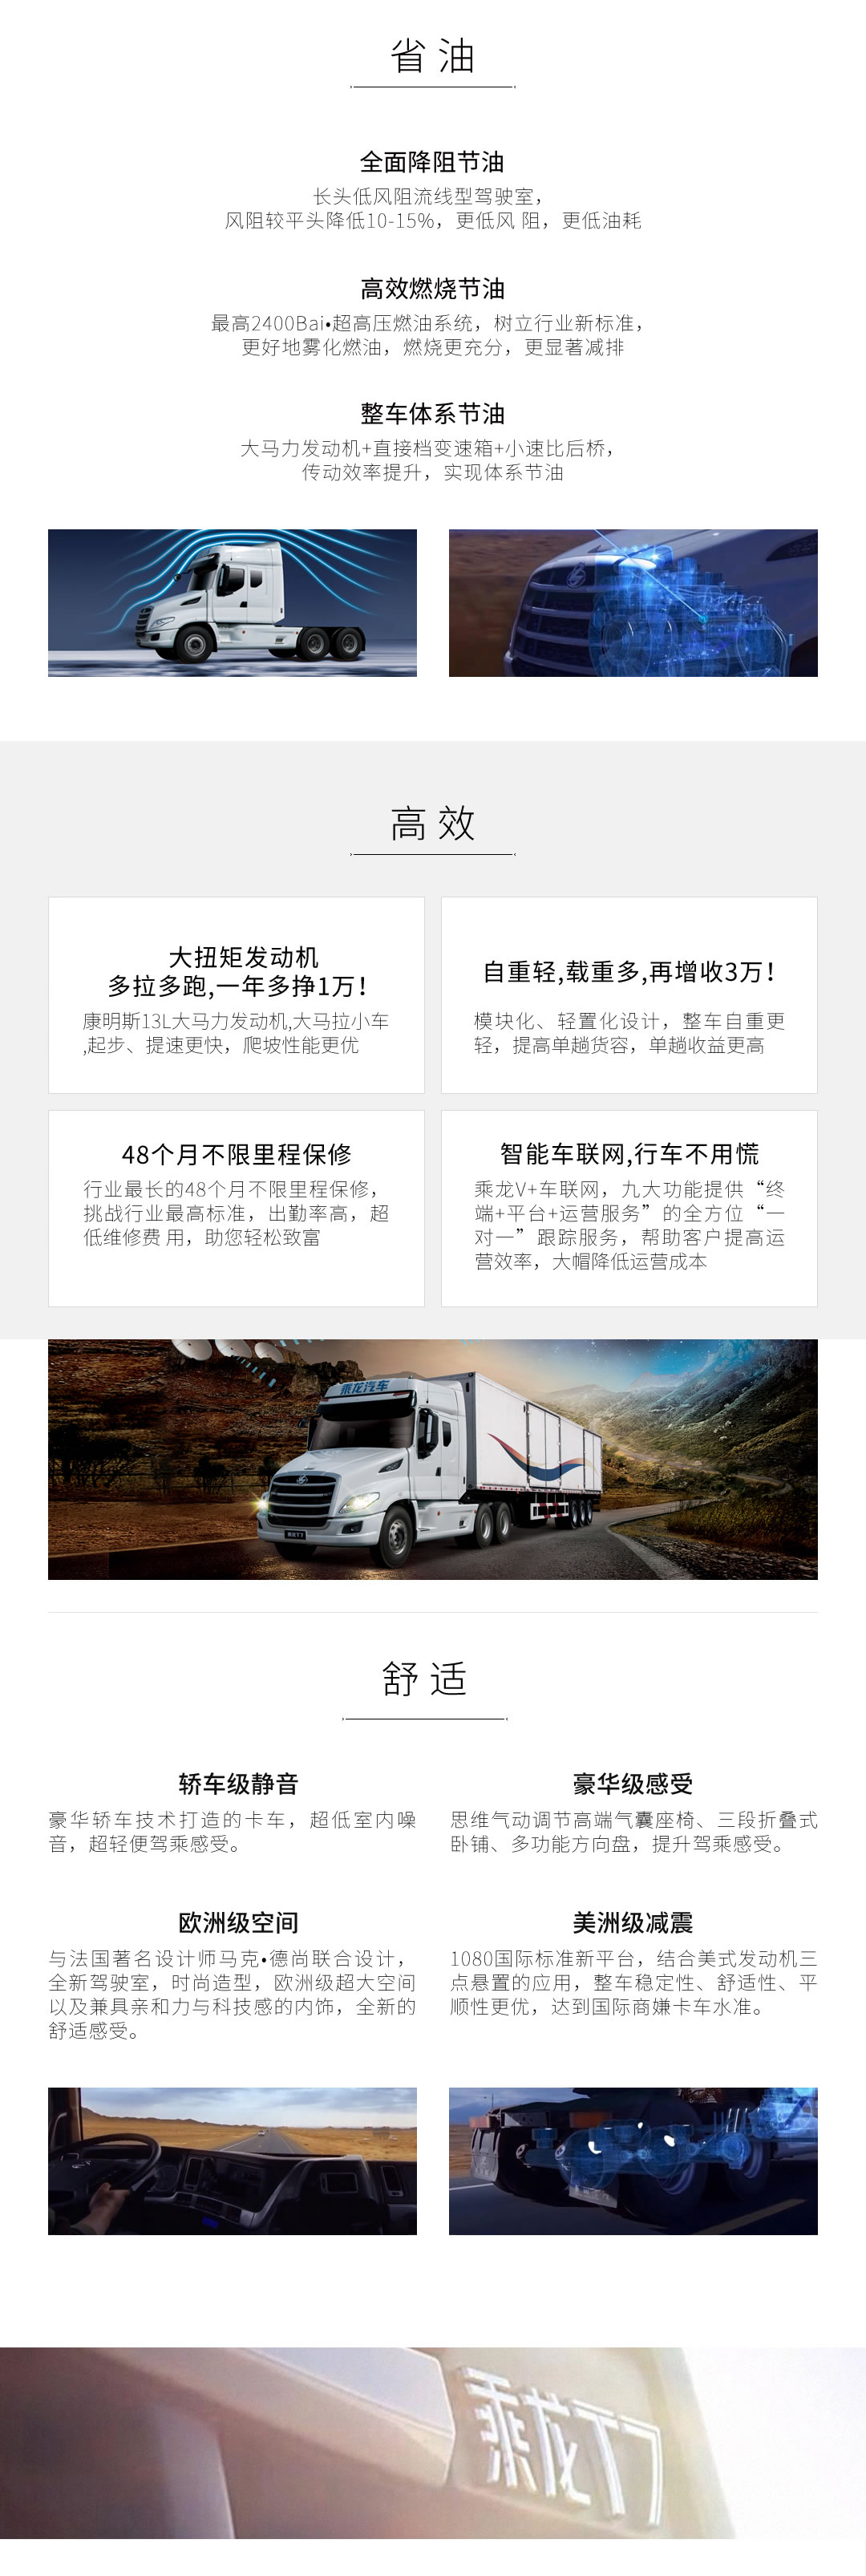 省油
全面降阻节油
长头低风阻流线型驾驶室，
风阻较平头降低10-15%，更低风 阻，更低油耗
高效燃烧节油
最高2400Bai•超高压燃油系统，树立行业新标准，
更好地雾化燃油，燃烧更充分，更显著减排
整车体系节油
大马力发动机+直接档变速箱+小速比后桥，
传动效率提升，实现体系节油
高效
大扭矩发动机
多拉多跑,一年多挣1万！
康明斯13L大马力发动机,大马拉小车
,起步、提速更快，爬坡性能更优
自重轻,载重多,再增收3万！
模块化、轻置化设计，整车自重更
轻，提高单趟货容，单趟收益更高
48个月不限里程保修
行业最长的48个月不限里程保修，
挑战行业最高标准，出勤率高，超
低维修费 用，助您轻松致富
智能车联网,行车不用慌
乘龙V+车联网，九大功能提供“终
端+平台+运营服务”的全方位“一
对一”跟踪服务，帮助客户提高运
营效率，大帽降低运营成本
乘龙汽车
乘龙T7
舒适
轿车级静音
豪华轿车技术打造的卡车，超低室内噪
音，超轻便驾乘感受。
豪华级感受
思维气动调节高端气囊座椅、三段折叠式
卧铺、多功能方向盘，提升驾乘感受。
欧洲级空间
与法国著名设计师马克•德尚联合设计，
全新驾驶室，时尚造型，欧洲级超大空间
以及兼具亲和力与科技感的内饰，全新的
舒适感受。
美洲级减震
1080国际标准新平台，结合美式发动机三
点悬置的应用，整车稳定性、舒适性、平
顺性更优，达到国际商嫌卡车水准。
乘龙T7